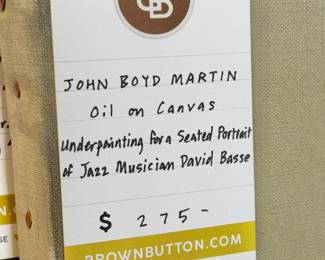 B
JOHN BOYD MARTIN
Oil on Canvas
Underpainting for a Seated Portrait
of Jazz Musician David Basse
$ 275-
BROWNBUTTON.COM